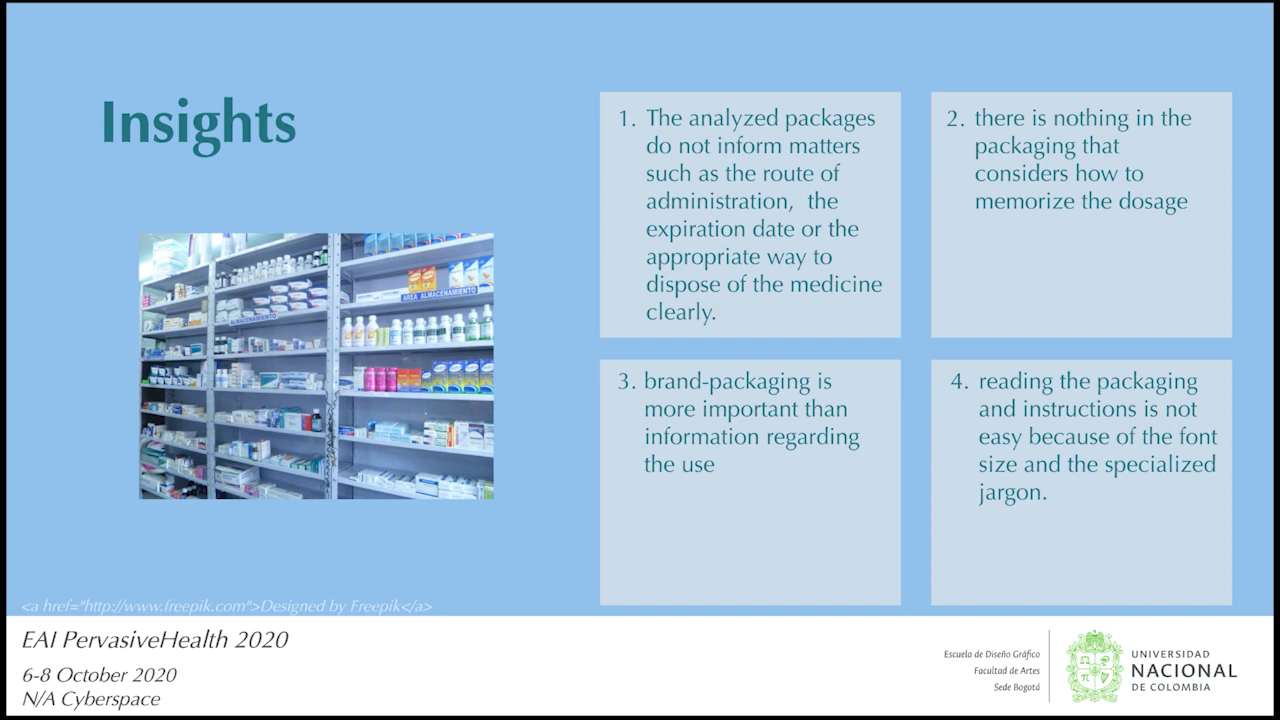 Insights
1. The analyzed packages
do not inform matters
such as the route of
administration, the
expiration date or the
appropriate way to
dispose of the medicine
clearly.
2. there is nothing in the
packaging that
considers how to
memorize the dosage
3. brand-packaging is
more important than
information regarding
the use
4. reading the packaging
and instructions is not
easy because of the font
size and the specialized
jargon.
AREA ALMACENAMIENTO
ALMACENAMIENTO
<a href="http://www.freepik.com">Designed by Freepik</a>
EAI PervasiveHealth 2020
6-8 October 2020
N/A Cyberspace
Escuela de Diseño Gráfico
Facultad de Artes
Sede Bogotá
UNIVERSIDAD
NACIONAL
DE COLOMBIA